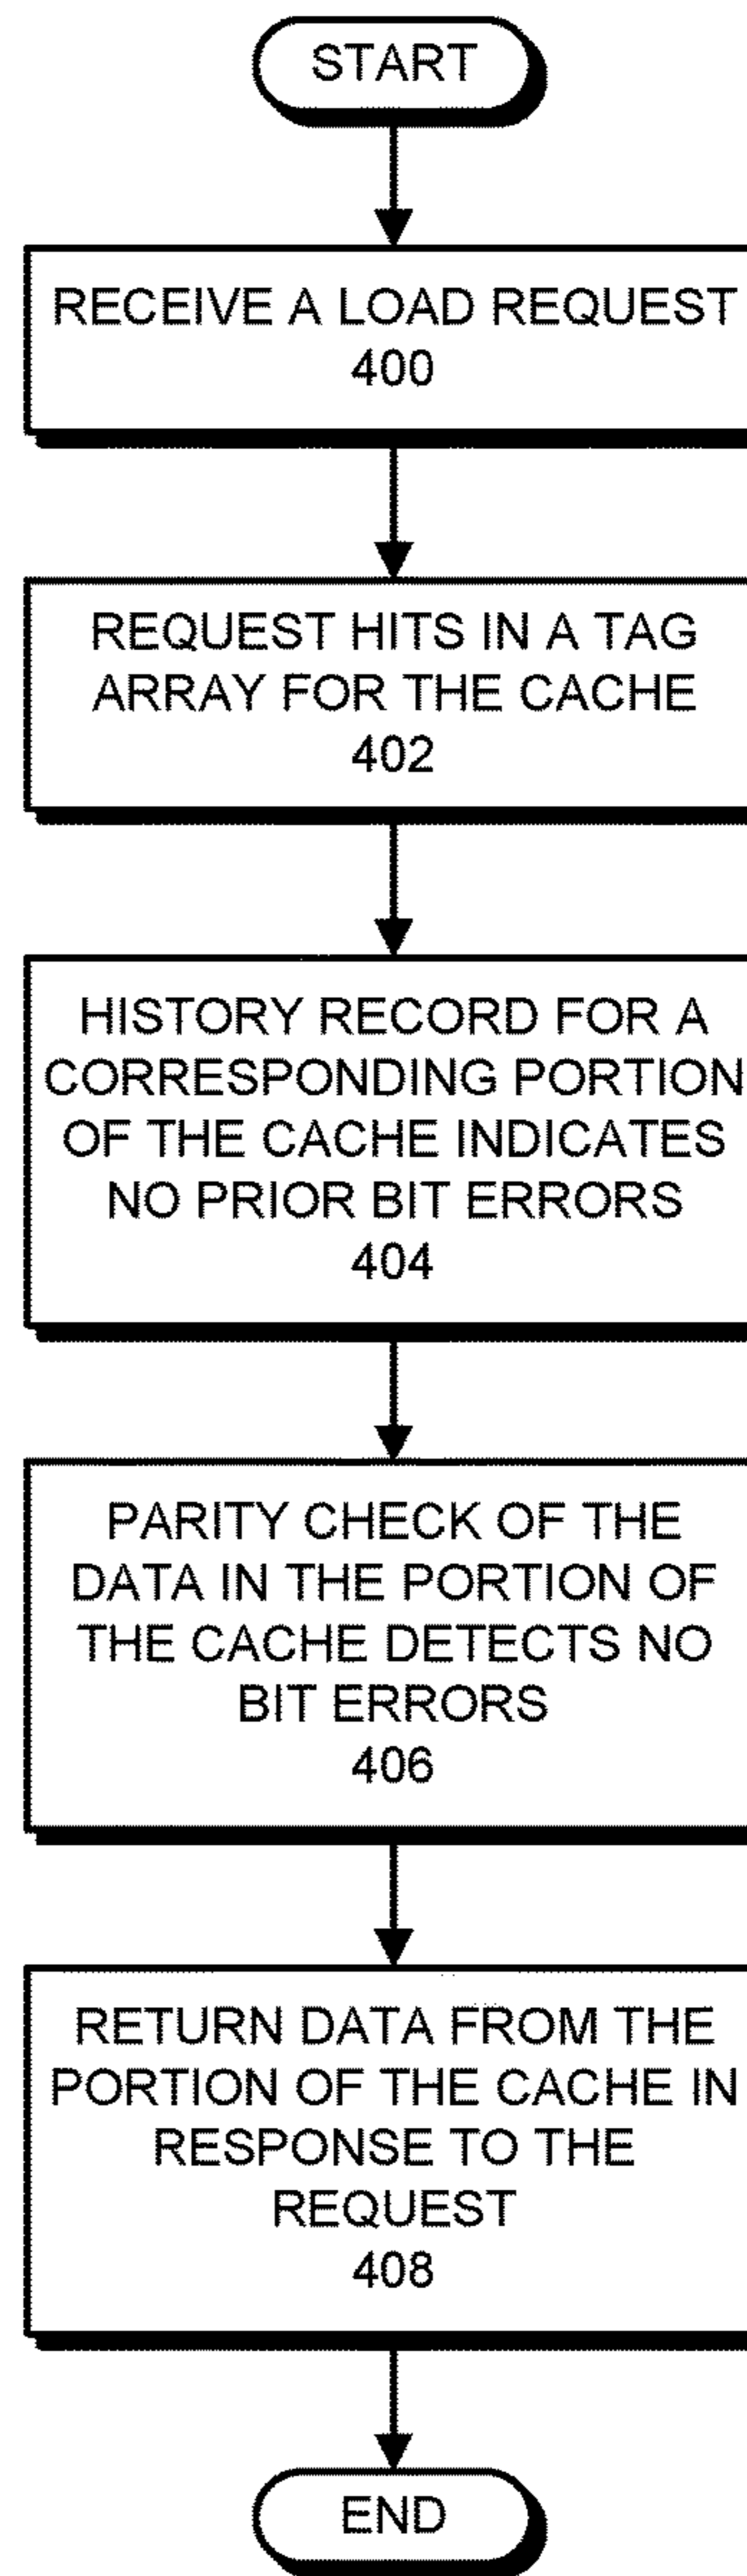 START
RECEIVE A LOAD REQUEST
400
REQUEST HITS IN A TAG
ARRAY FOR THE CACHE
402
HISTORY RECORD FOR A
CORRESPONDING PORTION
OF THE CACHE INDICATES
NO PRIOR BIT ERRORS
404
PARITY CHECK OF THE
DATA IN THE PORTION OF
THE CACHE DETECTS NO
BIT ERRORS
406
RETURN DATA FROM THE
PORTION OF THE CACHE IN
RESPONSE TO THE
REQUEST
408
END